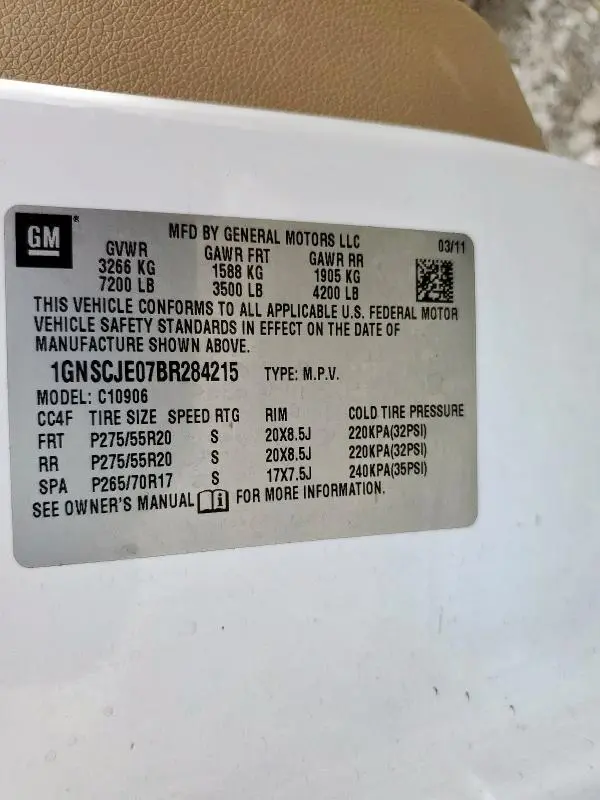 GM®
MFD BY GENERAL MOTORS LLC 03/11
GVWR GAWR FRT GAWR RR
3266 KG 1588 KG 1905 KG
7200 LB 3500 LB 4200 LB
THIS VEHICLE CONFORMS TO ALL APPLICABLE U.S. FEDERAL MOTOR
VEHICLE SAFETY STANDARDS IN EFFECT ON THE DATE OF
MANUFACTURE SHOWN ABOVE.
1GNSCJE07BR284215 TYPE: M.P.V.
MODEL: C10906
CC4F TIRE SIZE SPEED RTG RIM COLD TIRE PRESSURE
FRT P275/55R20 S 20X8.5J 220KPA(32PSI)
RR P275/55R20 S 20X8.5J 220KPA(32PSI)
SPA P265/70R17 S 17X7.5J 240KPA(35PSI)
SEE OWNER'S MANUAL FOR MORE INFORMATION.